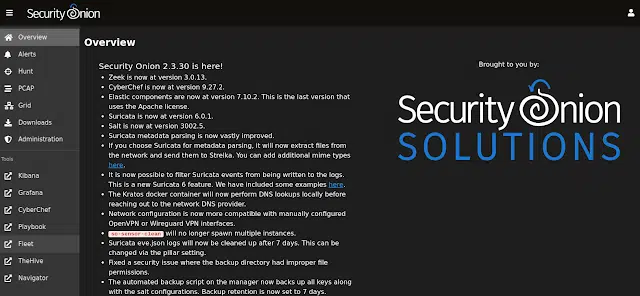 Security Onion
Overview
Alerts
Hunt
PCAP
Grid
Downloads
Administration
Tools
Kibana
Grafana
CyberChef
Playbook
Fleet
TheHive
Navigator
Overview
Security Onion 2.3.30 is here!
Zeek is now at version 3.0.13.
CyberChef is now at version 9.27.2.
Elastic components are now at version 7.10.2. This is the last version that
uses the Apache license.
Suricata is now at version 6.0.1.
Salt is now at version 3002.5.
Suricata metadata parsing is now vastly improved.
If you choose Suricata for metadata parsing, it will now extract files from
the network and send them to Strelka. You can add additional mime types
here.
It is now possible to filter Suricata events from being written to the logs.
This is a new Suricata 6 feature. We have included some examples here.
The Kratos docker container will now perform DNS lookups locally before
reaching out to the network DNS provider.
Network configuration is now more compatible with manually configured
OpenVPN or Wireguard VPN interfaces.
so-sensor-clean will no longer spawn multiple instances.
Suricata eve.json logs will now be cleaned up after 7 days. This can be
changed via the pillar setting.
Fixed a security issue where the backup directory had improper file
permissions.
The automated backup script on the manager now backs up all keys along
with the salt configurations. Backup retention is now set to 7 days.
Brought to you by:
Security Onion
SOLUTIONS